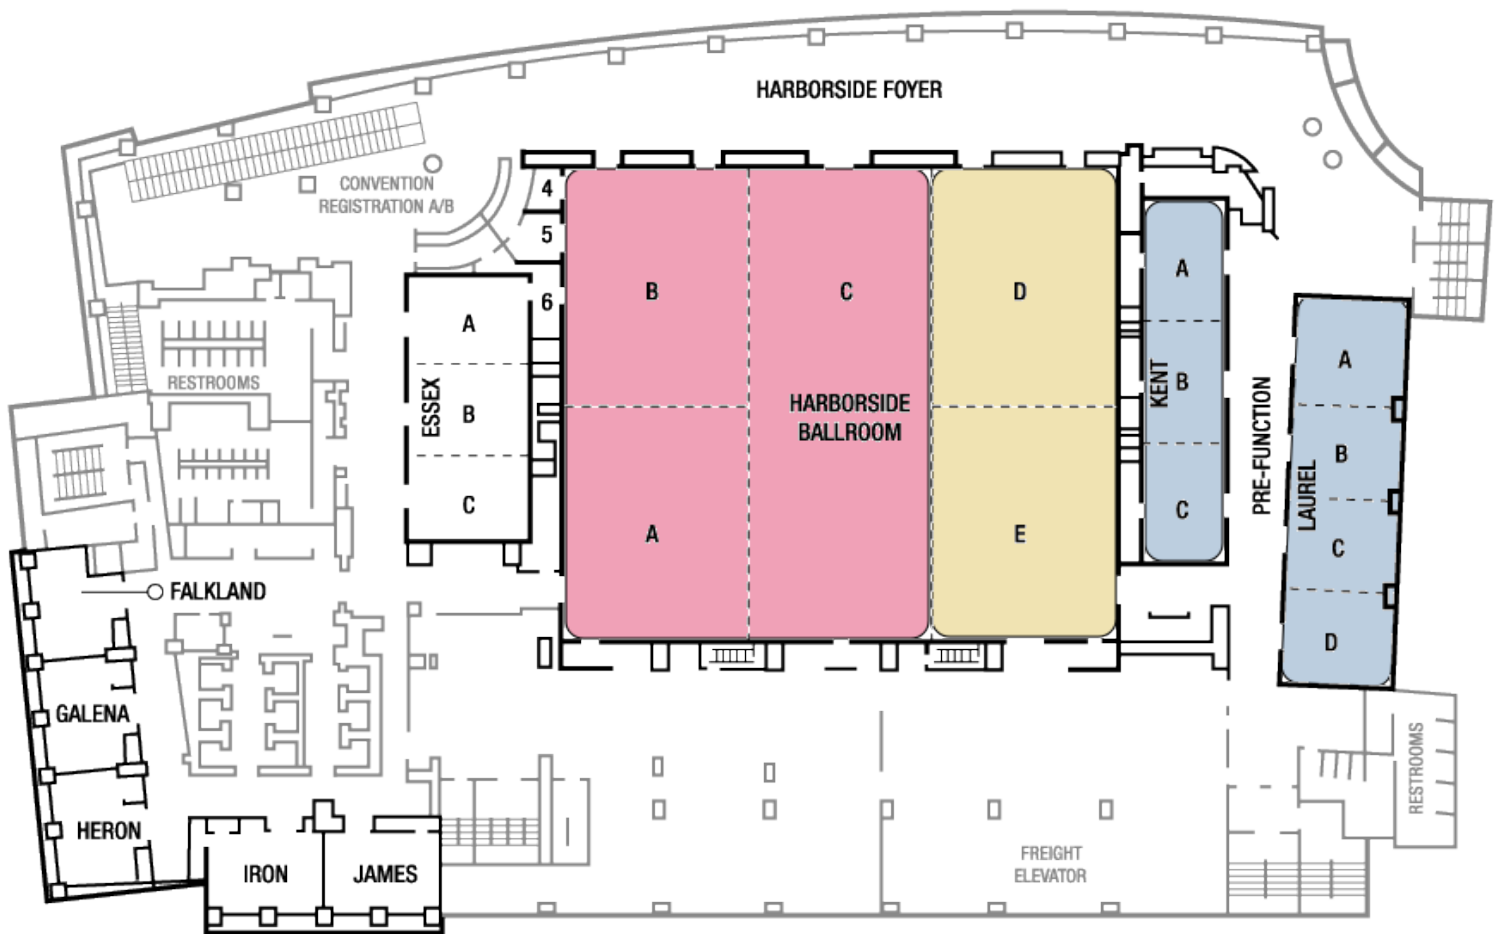 HARBORSIDE FOYER
CONVENTION
REGISTRATION A/B
4
5
6
RESTROOMS
A
B
C
ESSEX
B
C
A
HARBORSIDE
BALLROOM
D
E
A
B
C
KENT
PRE-FUNCTION
A
B
C
D
LAUREL
FALKLAND
GALENA
HERON
IRON
JAMES
FREIGHT
ELEVATOR
RESTROOMS